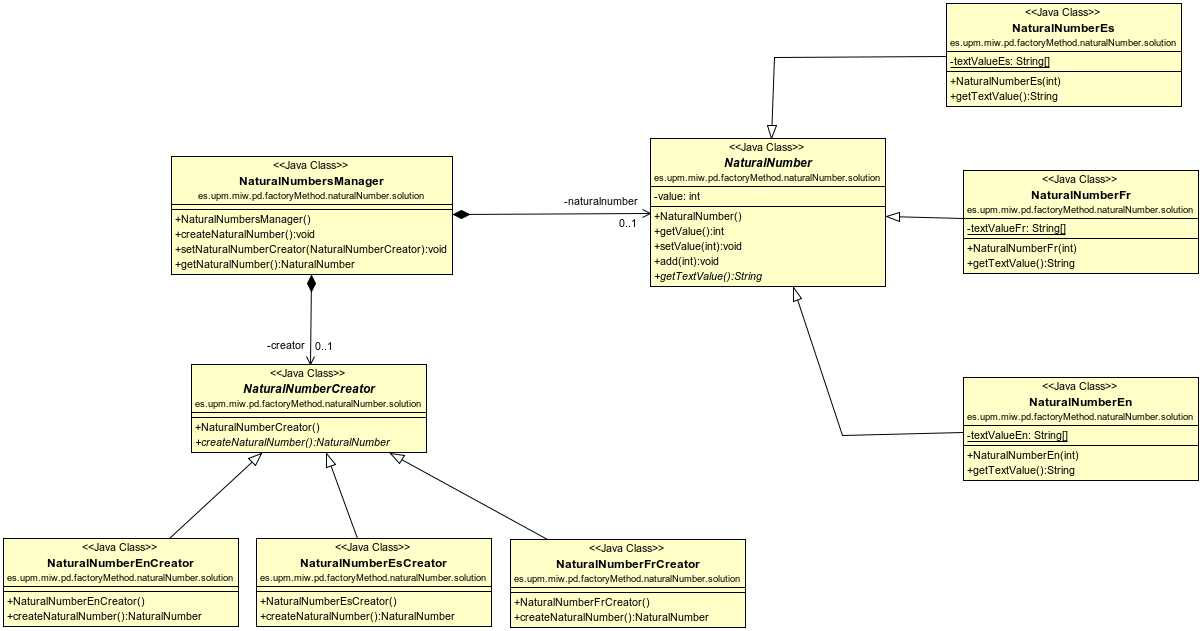 <<Java Class>>
NaturalNumberEs
es.upm.miw.pd.factoryMethod.naturalNumber.solution
-textValueEs: String[]
+NaturalNumberEs(int)
+getTextValue():String
<<Java Class>>
NaturalNumber
es.upm.miw.pd.factoryMethod.naturalNumber.solution
-value: int
+NaturalNumber()
+getValue():int
+setValue(int):void
+add(int):void
+getTextValue():String
<<Java Class>>
NaturalNumbersManager
es.upm.miw.pd.factoryMethod.naturalNumber.solution
+NaturalNumbersManager()
+createNaturalNumber():void
+setNaturalNumberCreator(NaturalNumberCreator):void
+getNaturalNumber():NaturalNumber
-naturalnumber
0..1
<<Java Class>>
NaturalNumberFr
es.upm.miw.pd.factoryMethod.naturalNumber.solution
-textValueFr: String[]
+NaturalNumberFr(int)
+getTextValue():String
-creator
0..1
<<Java Class>>
NaturalNumberCreator
es.upm.miw.pd.factoryMethod.naturalNumber.solution
+NaturalNumberCreator()
+createNaturalNumber():NaturalNumber
<<Java Class>>
NaturalNumberEn
es.upm.miw.pd.factoryMethod.naturalNumber.solution
-textValueEn: String[]
+NaturalNumberEn(int)
+getTextValue():String
<<Java Class>>
NaturalNumberEnCreator
es.upm.miw.pd.factoryMethod.naturalNumber.solution
+NaturalNumberEnCreator()
+createNaturalNumber():NaturalNumber
<<Java Class>>
NaturalNumberEsCreator
es.upm.miw.pd.factoryMethod.naturalNumber.solution
+NaturalNumberEsCreator()
+createNaturalNumber():NaturalNumber
<<Java Class>>
NaturalNumberFrCreator
es.upm.miw.pd.factoryMethod.naturalNumber.solution
+NaturalNumberFrCreator()
+createNaturalNumber():NaturalNumber